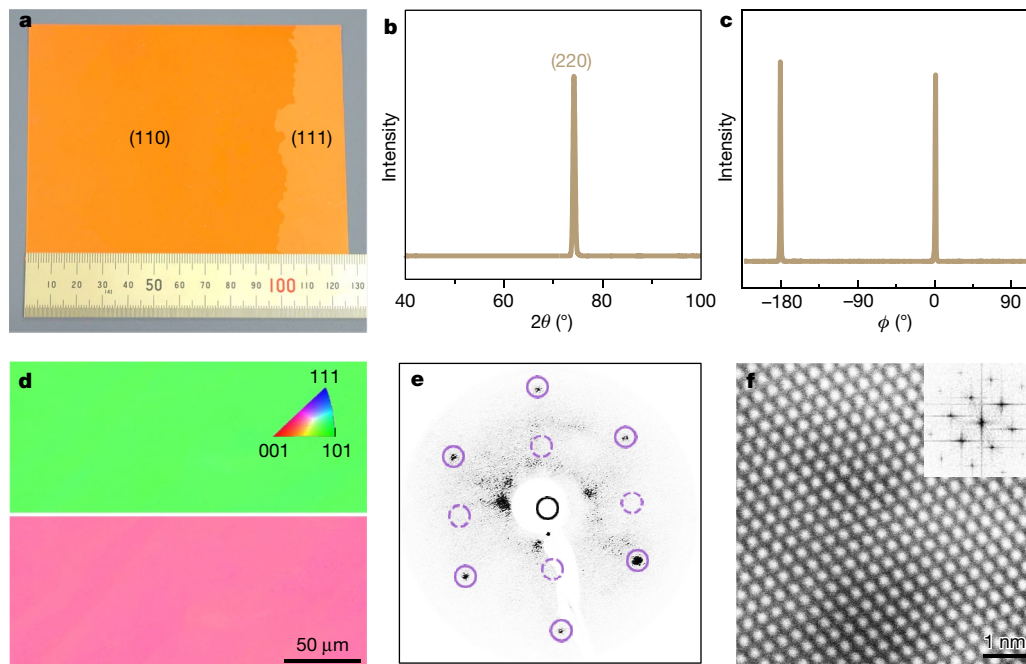 a
(110)
(111)
10 20 30 40 50 60 70 80 90 100 110 120 130
b
(220)
Intensity
40 60 80 100
2θ (°)
c
Intensity
−180 −90 0 90
ϕ (°)
d
111
001
101
50 μm
e
f
1 nm